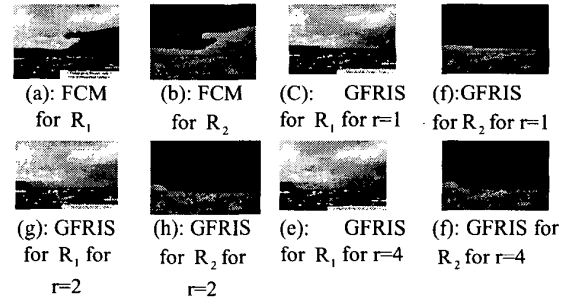 (a): FCM for R₁
(b): FCM for R₂
(C): GFRIS for R₁ for r=1
(f):GFRIS for R₂ for r=1
(g): GFRIS for R₁ for r=2
(h): GFRIS for R₂ for r=2
(e): GFRIS for R₁ for r=4
(f): GFRIS for R₂ for r=4